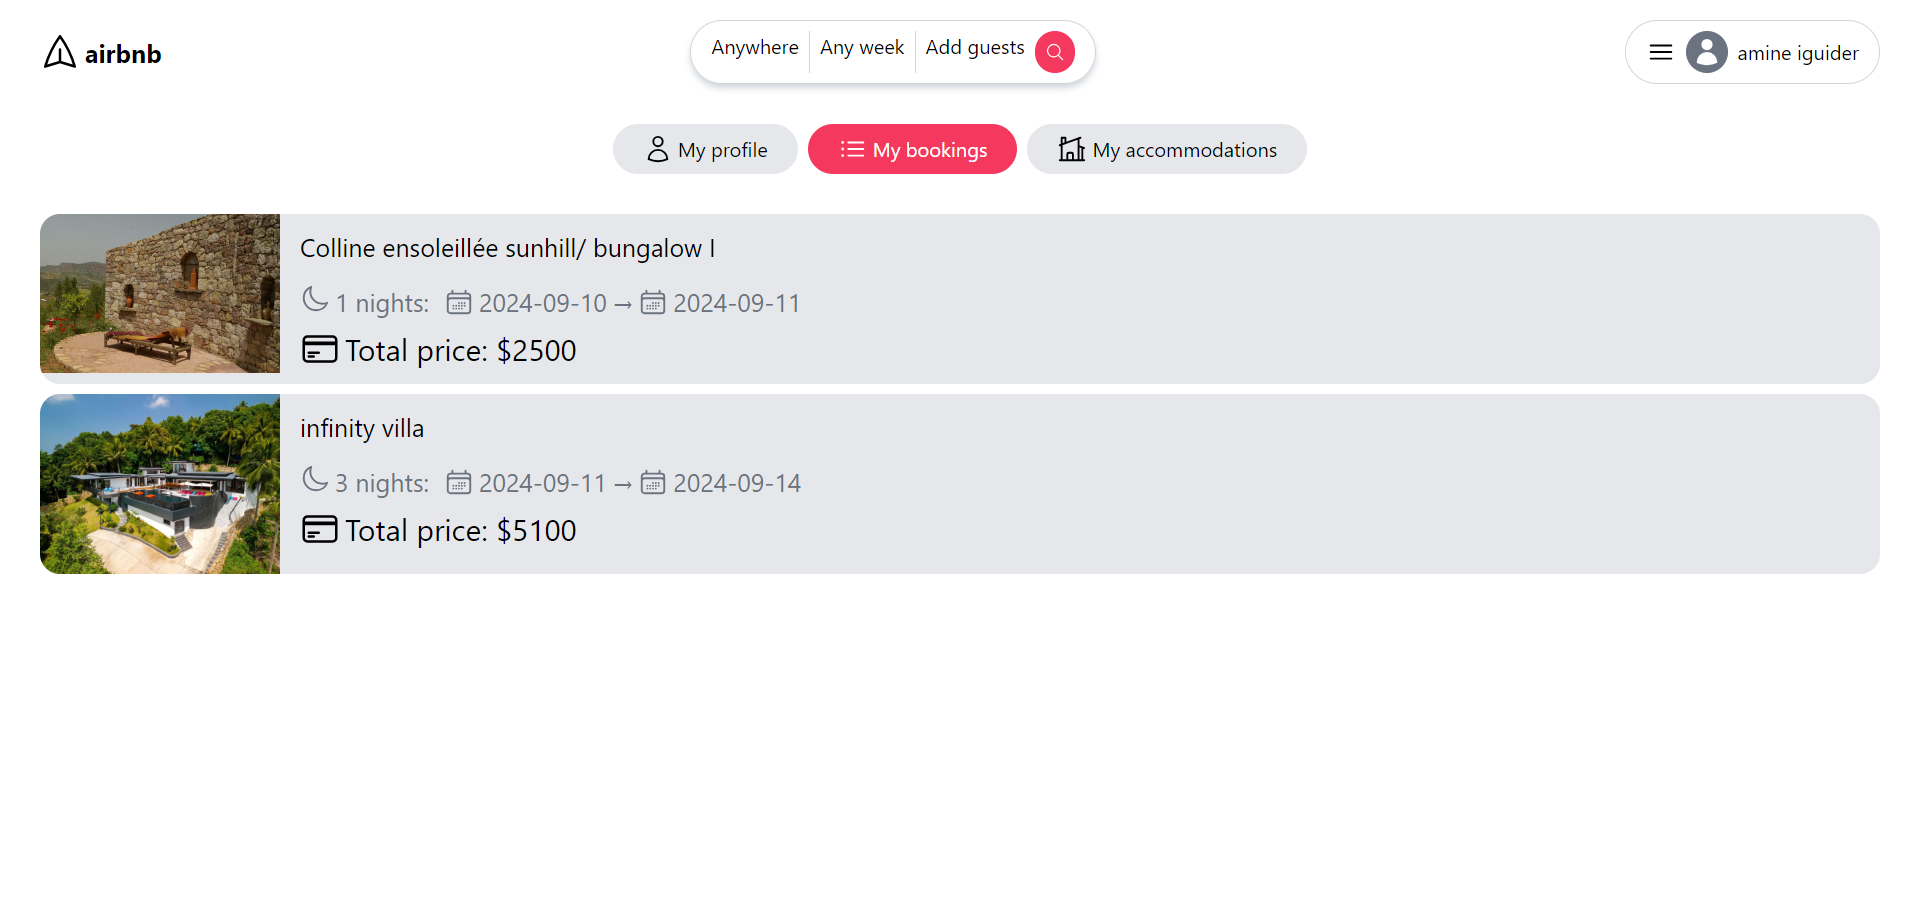 airbnb
Anywhere
Any week
Add guests
amine iguider
My profile
My bookings
My accommodations
Colline ensoleillée sunhill/ bungalow I
1 nights: 2024-09-10 → 2024-09-11
Total price: $2500
infinity villa
3 nights: 2024-09-11 → 2024-09-14
Total price: $5100